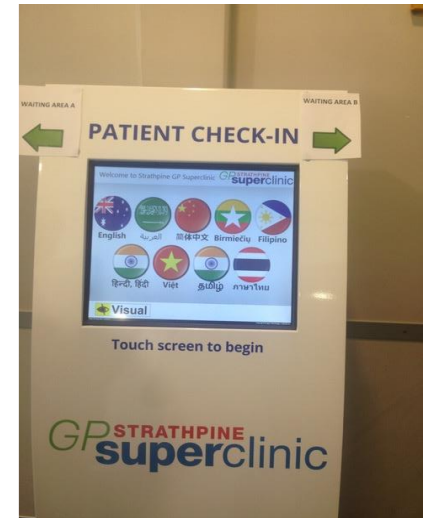 WAITING AREA A
WAITING AREA B
PATIENT CHECK-IN
Welcome to Strathpine GP Superclinic
GP STRATHPINE
superclinic
English العربية 简体中文 Birmiečių Filipino
हिन्दी, हिंदी Việt தமிழ் ภาษาไทย
Visual
Touch screen to begin
GP STRATHPINE
superclinic